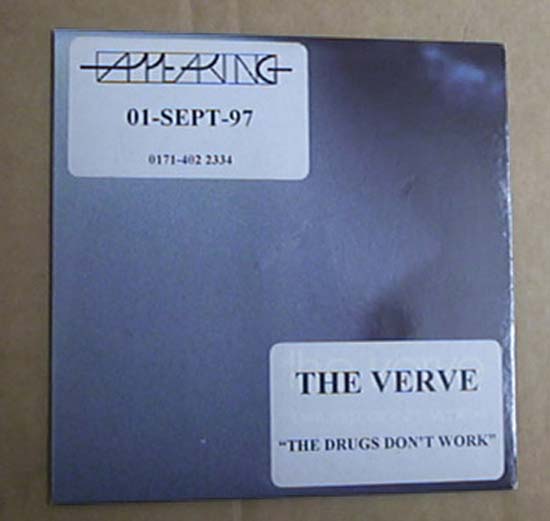 APPEARING
01-SEPT-97
0171-402 2334
THE VERVE
“THE DRUGS DON'T WORK”